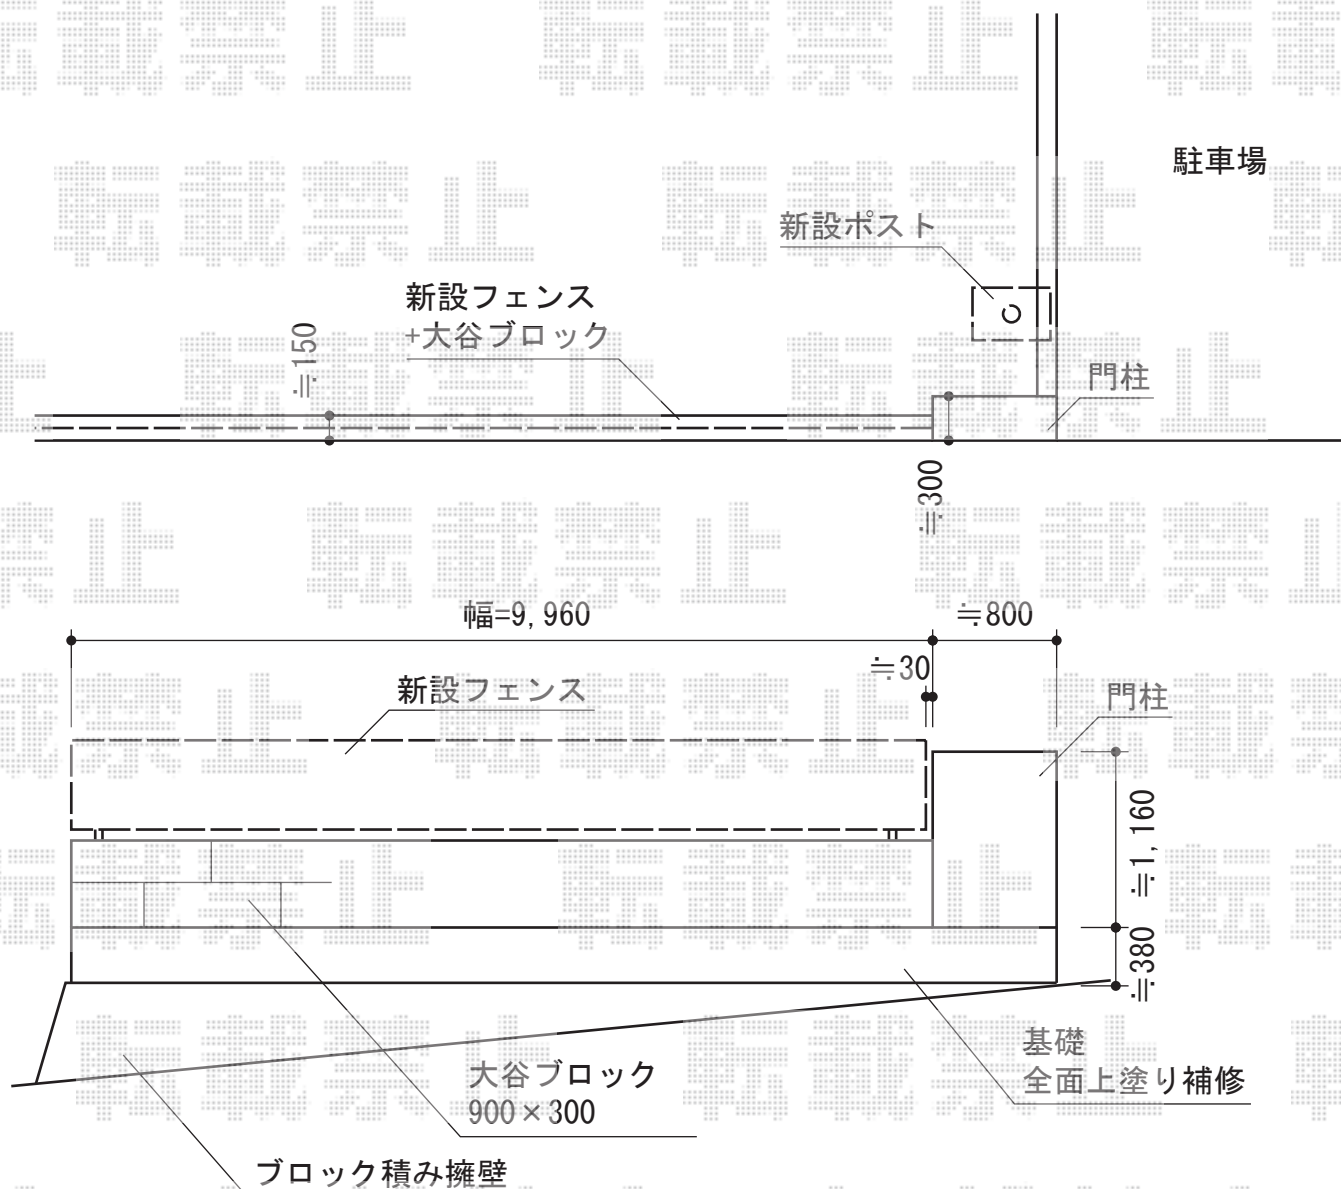 転載禁止
駐車場
新設ポスト
新設フェンス
+大谷ブロック
≒150
門柱
≒300
幅=9,960
≒800
≒30
新設フェンス
門柱
≒1,160
≒380
基礎
全面上塗り補修
大谷ブロック
900×300
ブロック積み擁壁